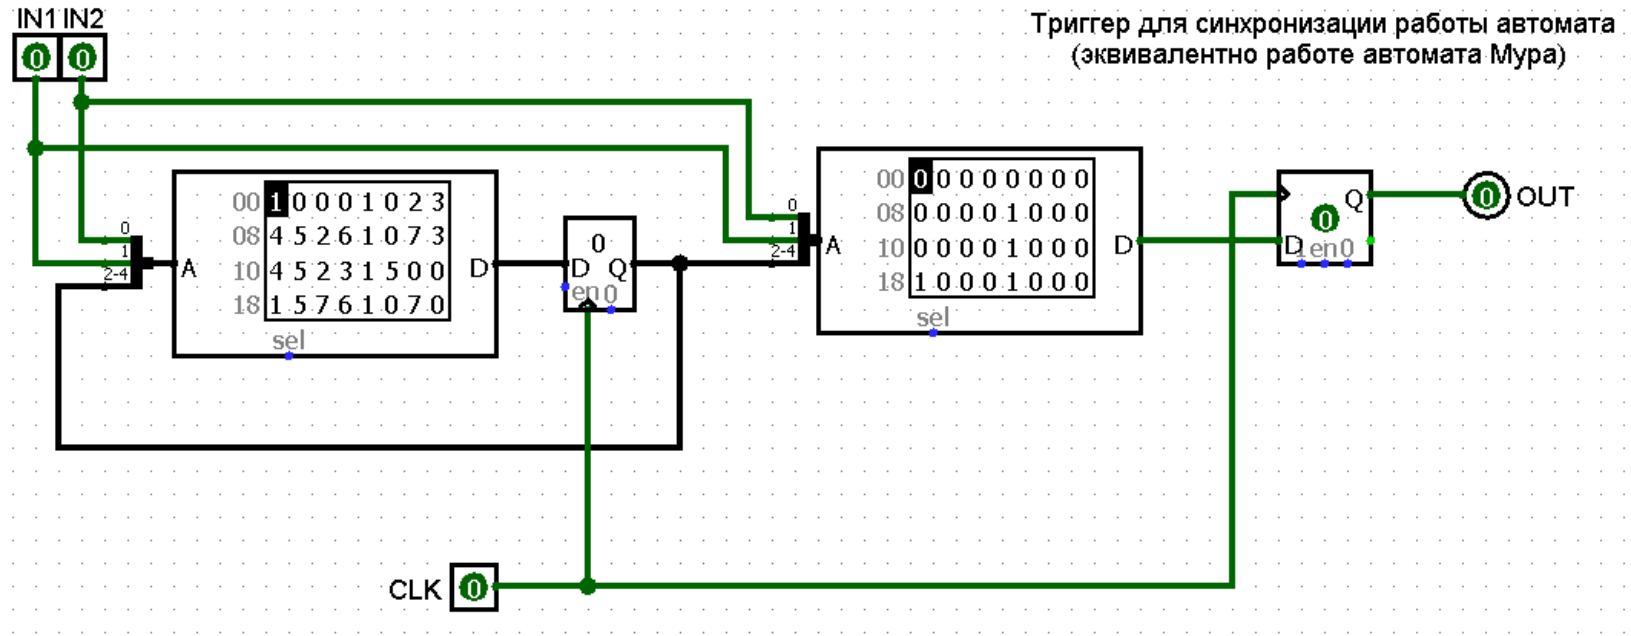 IN1 IN2
0 0
Триггер для синхронизации работы автомата
(эквивалентно работе автомата Мура)
00 1 0 0 0 1 0 2 3
08 4 5 2 6 1 0 7 3
10 4 5 2 3 1 5 0 0
18 1 5 7 6 1 0 7 0
sel
0
1
2-4
A
D
0
D Q
en 0
0
1
2-4
A
00 0 0 0 0 0 0 0 0
08 0 0 0 0 1 0 0 0
10 0 0 0 0 1 0 0 0
18 1 0 0 0 1 0 0 0
sel
D
Q
0
D 1 en 0
0 OUT
CLK 0